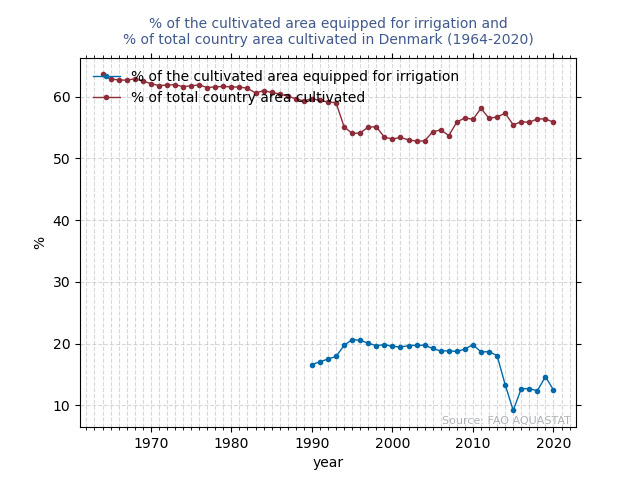 % of the cultivated area equipped for irrigation and
% of total country area cultivated in Denmark (1964-2020)
% of the cultivated area equipped for irrigation
% of total country area cultivated
60
50
40
30
20
10
%
Source: FAO AQUASTAT
1970 1980 1990 2000 2010 2020
year